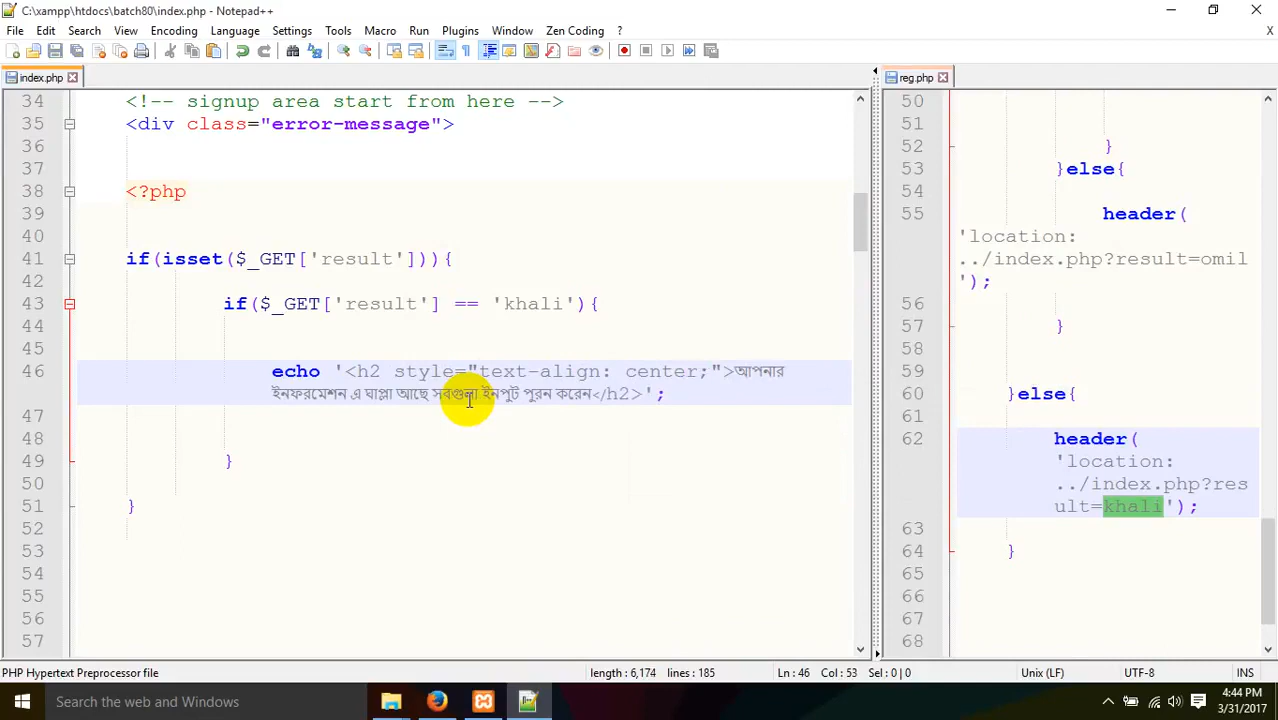 C:\xampp\htdocs\batch80\index.php - Notepad++
File Edit Search View Encoding Language Settings Tools Macro Run Plugins Window Zen Coding ? X
index.php
reg.php
34 <!-- signup area start from here -->
35 <div class="error-message">
36
37
38 <?php
39
40
41 if(isset($_GET['result'])){
42
43 if($_GET['result'] == 'khali'){
44
45
46 echo '<h2 style="text-align: center;">আপনার
ইনফরমেশন এ ঘাপ্লা আছে সবগুলা ইনপুট পুরন করেন</h2>';
47
48
49 }
50
51 }
52
53
54
55
56
57
50
51
52 }
53 }else{
54
55 header(
'location:
../index.php?result=omil
');
56
57 }
58
59
60 }else{
61
62 header(
'location:
../index.php?res
ult=khali');
63
64 }
65
66
67
68
PHP Hypertext Preprocessor file length : 6,174 lines : 185 Ln : 46 Col : 53 Sel : 0 | 0 Unix (LF) UTF-8 INS
Search the web and Windows
4:44 PM
3/31/2017